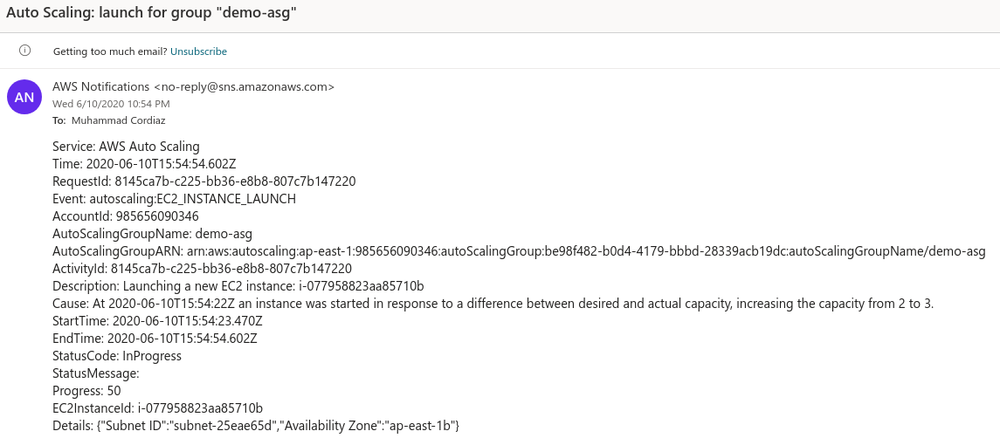 Auto Scaling: launch for group "demo-asg"
Getting too much email? Unsubscribe
AN
AWS Notifications <no-reply@sns.amazonaws.com>
Wed 6/10/2020 10:54 PM
To: Muhammad Cordiaz
Service: AWS Auto Scaling
Time: 2020-06-10T15:54:54.602Z
RequestId: 8145ca7b-c225-bb36-e8b8-807c7b147220
Event: autoscaling:EC2_INSTANCE_LAUNCH
AccountId: 985656090346
AutoScalingGroupName: demo-asg
AutoScalingGroupARN: arn:aws:autoscaling:ap-east-1:985656090346:autoScalingGroup:be98f482-b0d4-4179-bbbd-28339acb19dc:autoScalingGroupName/demo-asg
ActivityId: 8145ca7b-c225-bb36-e8b8-807c7b147220
Description: Launching a new EC2 instance: i-077958823aa85710b
Cause: At 2020-06-10T15:54:22Z an instance was started in response to a difference between desired and actual capacity, increasing the capacity from 2 to 3.
StartTime: 2020-06-10T15:54:23.470Z
EndTime: 2020-06-10T15:54:54.602Z
StatusCode: InProgress
StatusMessage:
Progress: 50
EC2InstanceId: i-077958823aa85710b
Details: {"Subnet ID":"subnet-25eae65d","Availability Zone":"ap-east-1b"}